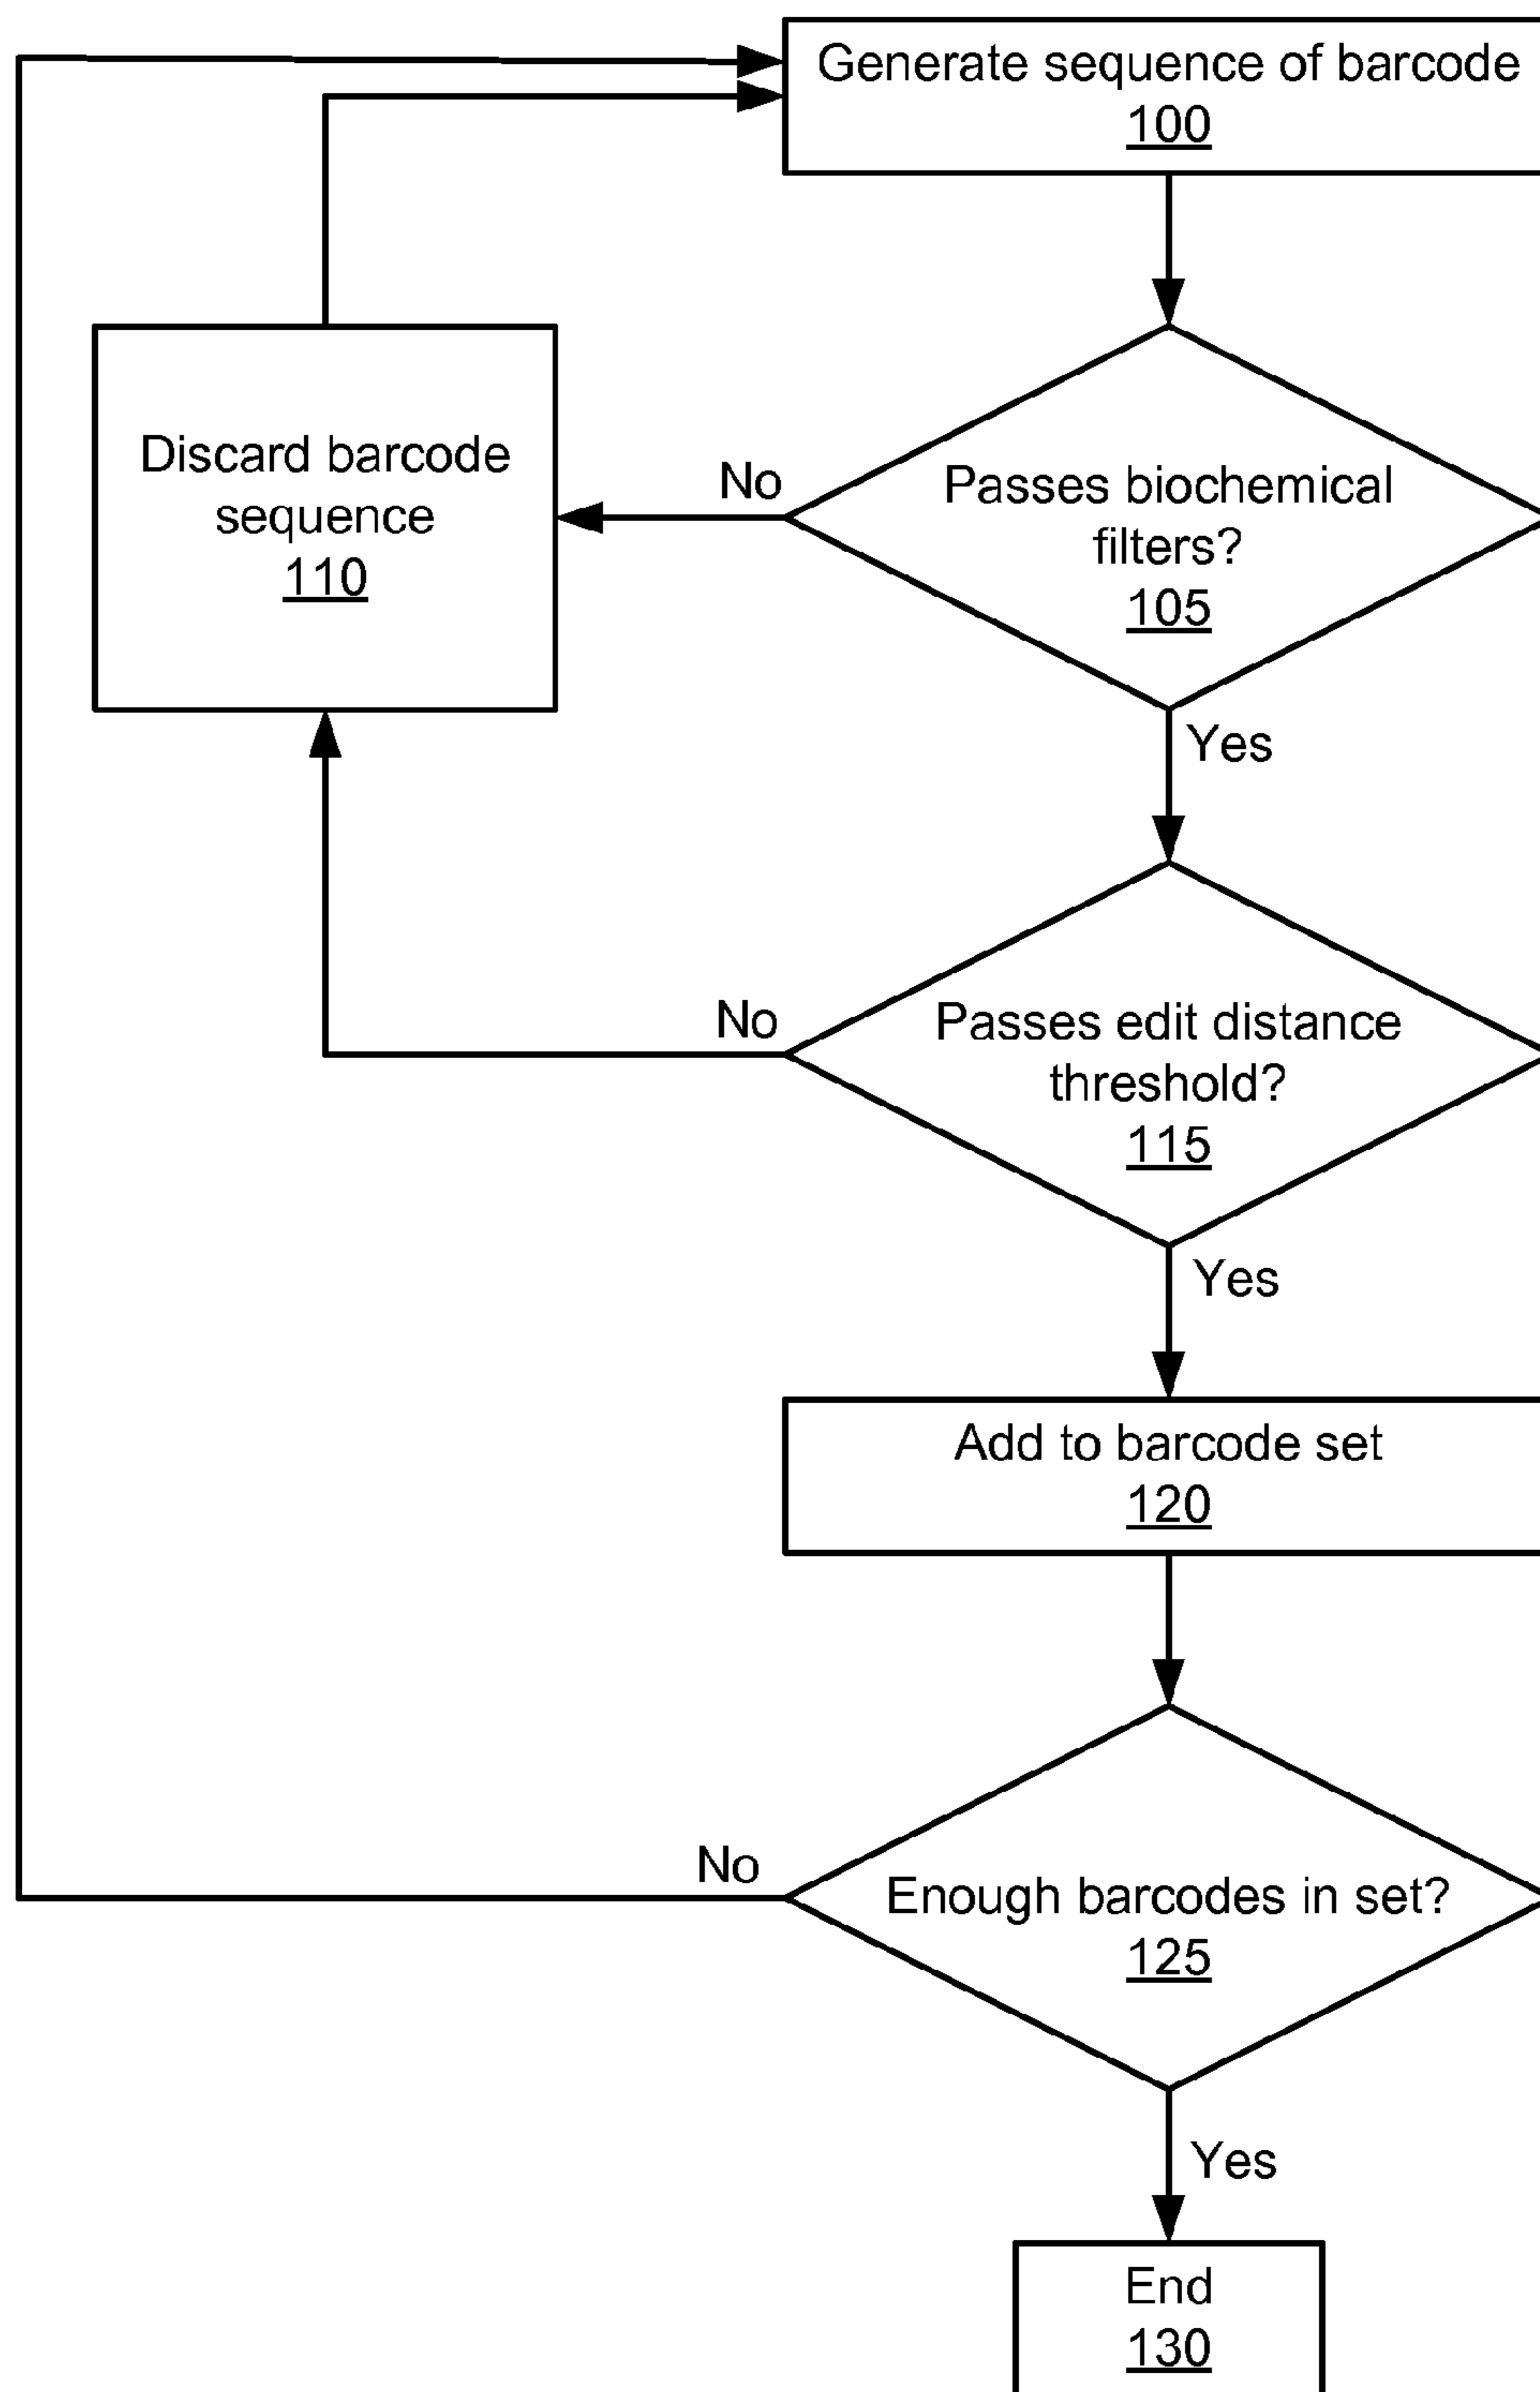 Generate sequence of barcode
100
Discard barcode
sequence
110
No
Passes biochemical
filters?
105
Yes
No
Passes edit distance
threshold?
115
Yes
Add to barcode set
120
No
Enough barcodes in set?
125
Yes
End
130